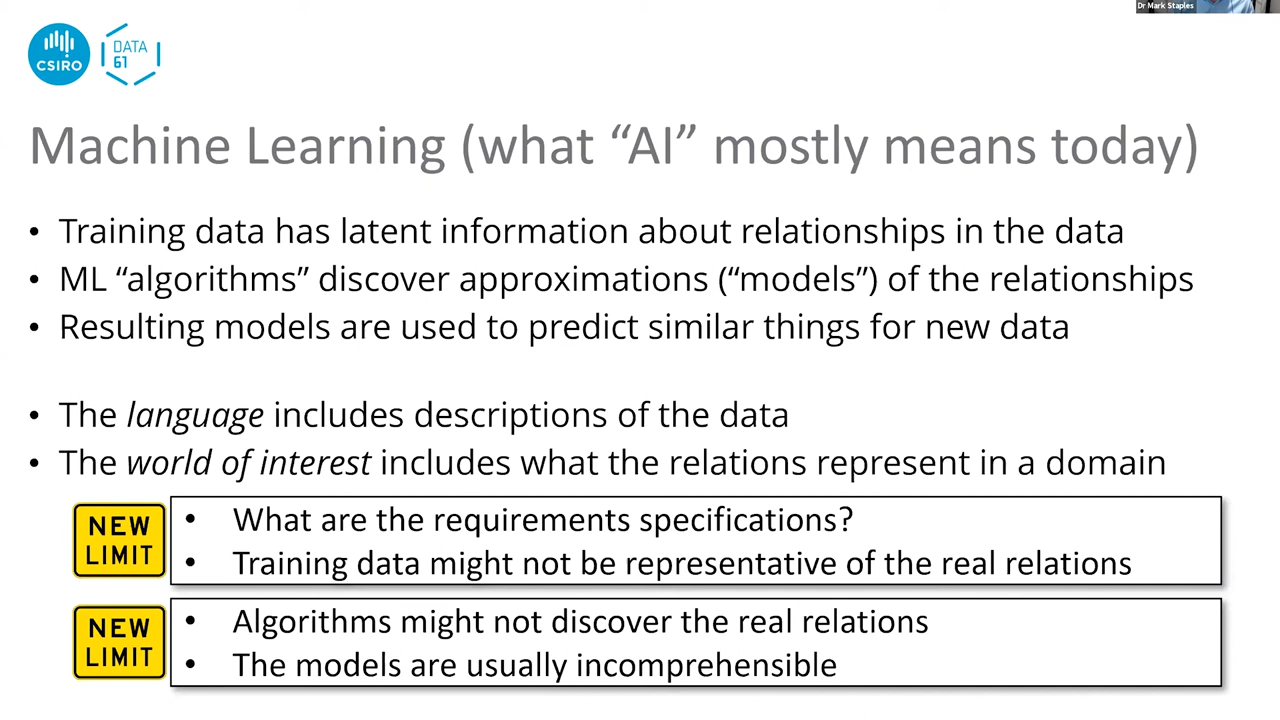 Dr Mark Staples
CSIRO
DATA
61
Machine Learning (what “AI” mostly means today)
• Training data has latent information about relationships in the data
• ML “algorithms” discover approximations (“models”) of the relationships
• Resulting models are used to predict similar things for new data
• The language includes descriptions of the data
• The world of interest includes what the relations represent in a domain
NEW
LIMIT
• What are the requirements specifications?
• Training data might not be representative of the real relations
NEW
LIMIT
• Algorithms might not discover the real relations
• The models are usually incomprehensible